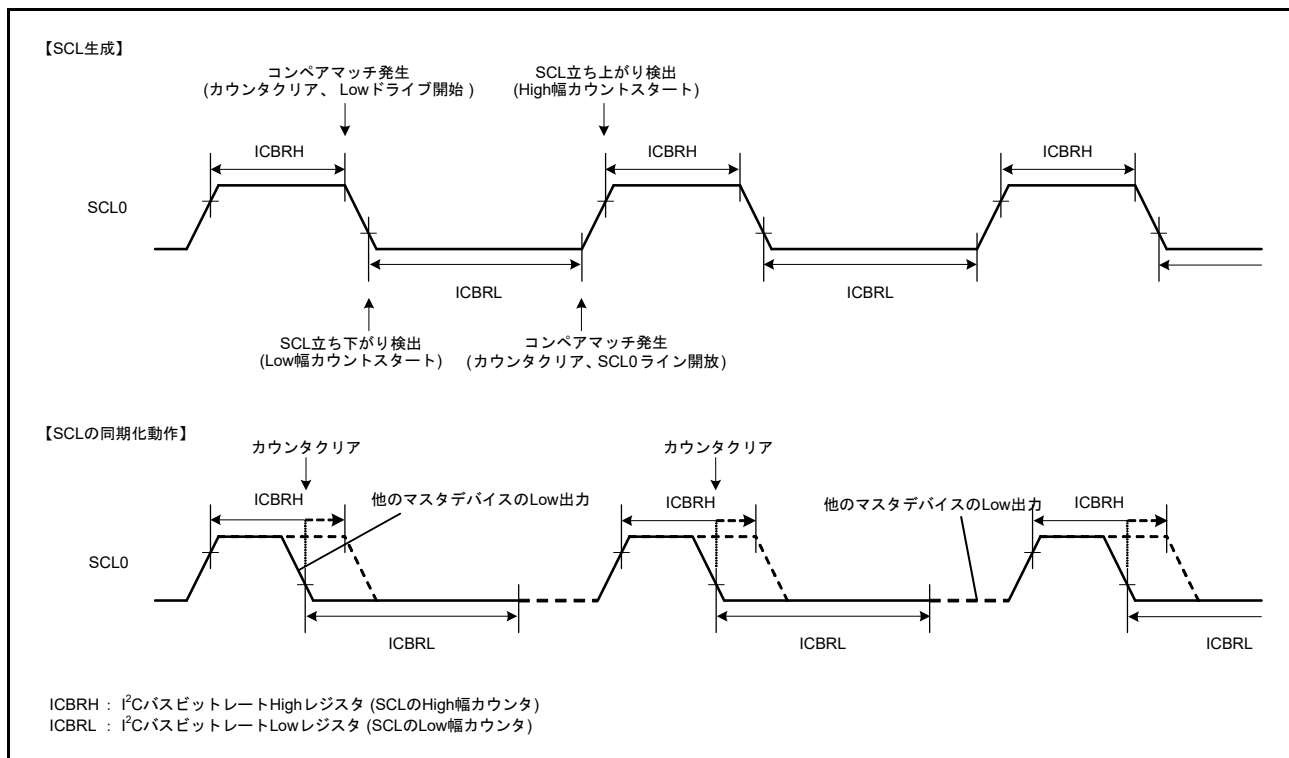 【SCL生成】
コンペアマッチ発生
(カウンタクリア、 Lowドライブ開始 )
SCL立ち上がり検出
(High幅カウントスタート)
ICBRH
ICBRH
ICBRH
SCL0
ICBRL
ICBRL
SCL立ち下がり検出
(Low幅カウントスタート)
コンペアマッチ発生
(カウンタクリア、SCL0ライン開放)
【SCLの同期化動作】
カウンタクリア
カウンタクリア
ICBRH
他のマスタデバイスのLow出力
ICBRH
他のマスタデバイスのLow出力
ICBRH
SCL0
ICBRL
ICBRL
ICBRL
ICBRH : I²CバスビットレートHighレジスタ (SCLのHigh幅カウンタ)
ICBRL : I²CバスビットレートLowレジスタ (SCLのLow幅カウンタ)